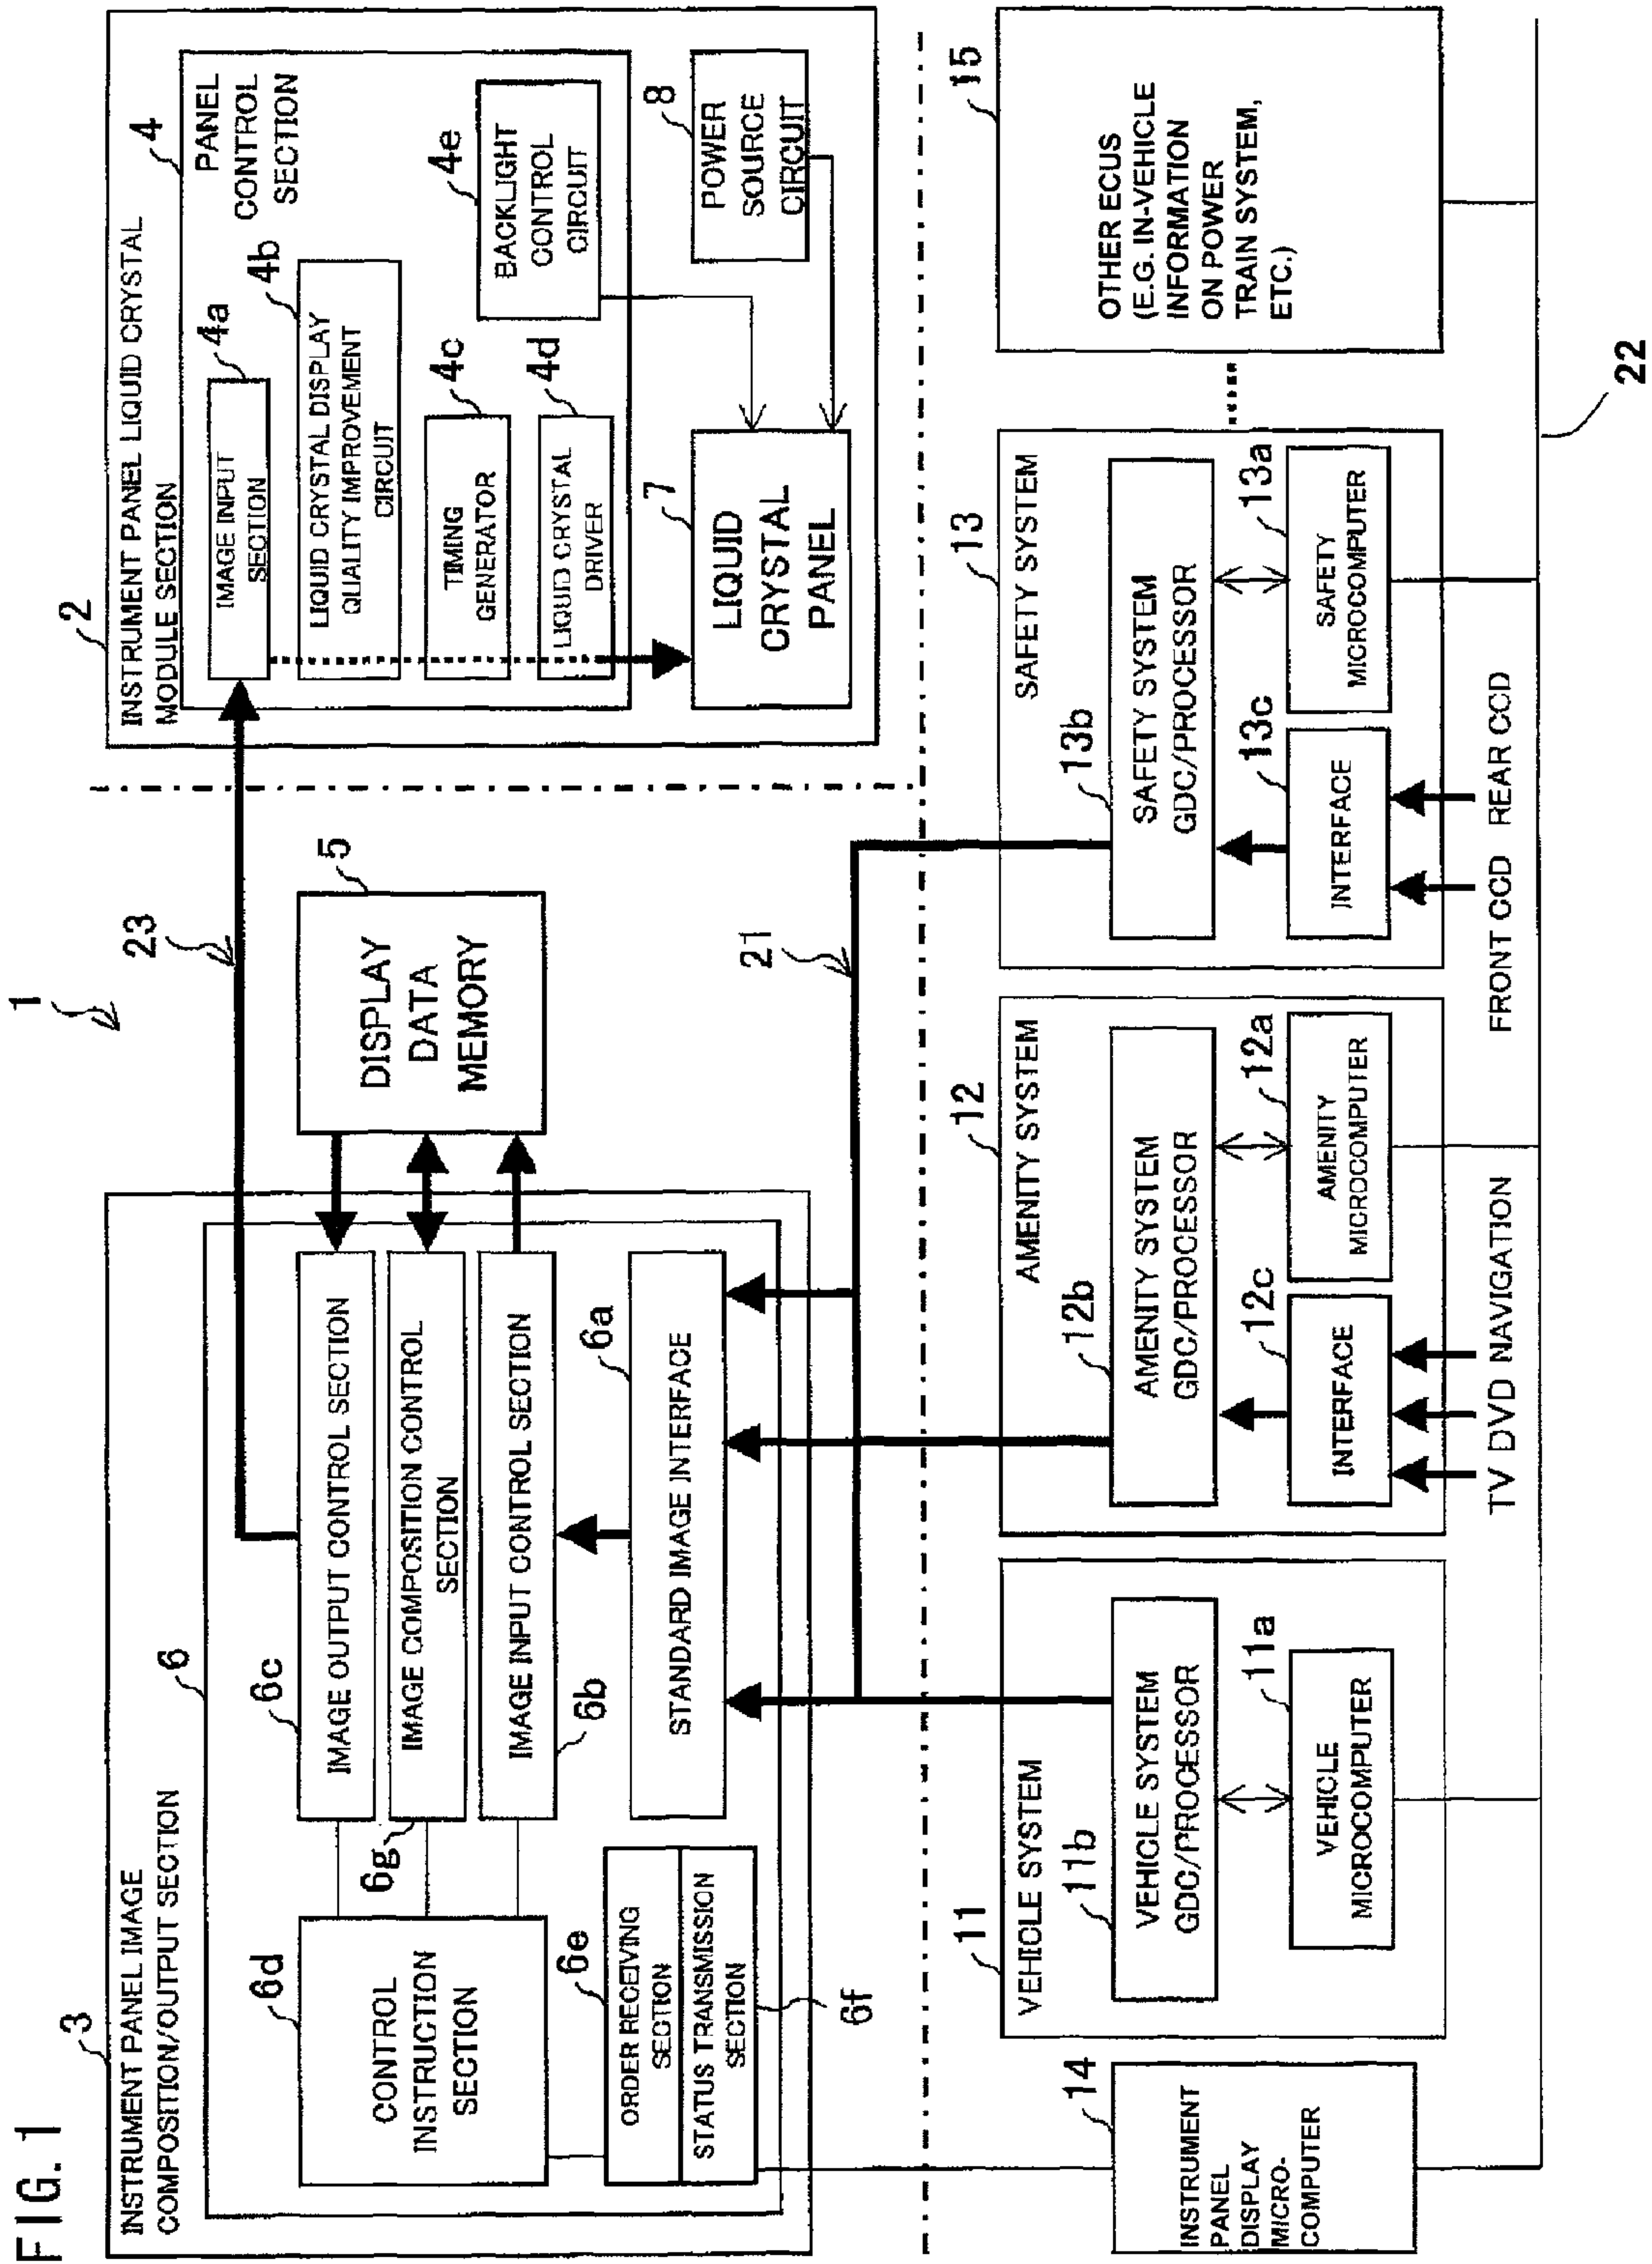 FIG. 1
1
3
INSTRUMENT PANEL IMAGE
COMPOSITION/OUTPUT SECTION
6
6d
CONTROL
INSTRUCTION
SECTION
6e
ORDER RECEIVING
SECTION
STATUS TRANSMISSION
SECTION
6f
6c
IMAGE OUTPUT CONTROL SECTION
6g
IMAGE COMPOSITION CONTROL
SECTION
IMAGE INPUT CONTROL SECTION
6b
6a
STANDARD IMAGE INTERFACE
23
5
DISPLAY
DATA
MEMORY
21
2
INSTRUMENT PANEL LIQUID CRYSTAL
MODULE SECTION
4
PANEL
CONTROL
SECTION
4a
IMAGE INPUT
SECTION
4b
LIQUID CRYSTAL DISPLAY
QUALITY IMPROVEMENT
CIRCUIT
4c
TIMING
GENERATOR
4d
LIQUID CRYSTAL
DRIVER
4e
BACKLIGHT
CONTROL
CIRCUIT
7
LIQUID
CRYSTAL
PANEL
8
POWER
SOURCE
CIRCUIT
14
INSTRUMENT
PANEL
DISPLAY
MICRO-
COMPUTER
11
VEHICLE SYSTEM
11b
VEHICLE SYSTEM
GDC/PROCESSOR
11a
VEHICLE
MICROCOMPUTER
12
AMENITY SYSTEM
12b
AMENITY SYSTEM
GDC/PROCESSOR
12c
INTERFACE
12a
AMENITY
MICROCOMPUTER
TV DVD NAVIGATION
13
SAFETY SYSTEM
13b
SAFETY SYSTEM
GDC/PROCESSOR
13c
INTERFACE
13a
SAFETY
MICROCOMPUTER
FRONT CCD REAR CCD
15
OTHER ECUS
(E.G. IN-VEHICLE
INFORMATION
ON POWER
TRAIN SYSTEM,
ETC.)
22